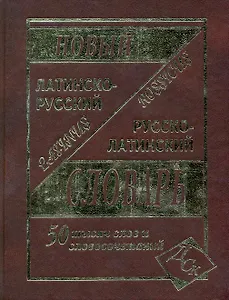 НОВЫЙ
ЛАТИНСКО-
РУССКИЙ
РУССКО-
ЛАТИНСКИЙ
СЛОВАРЬ
50 тысяч слов и
словосочетаний